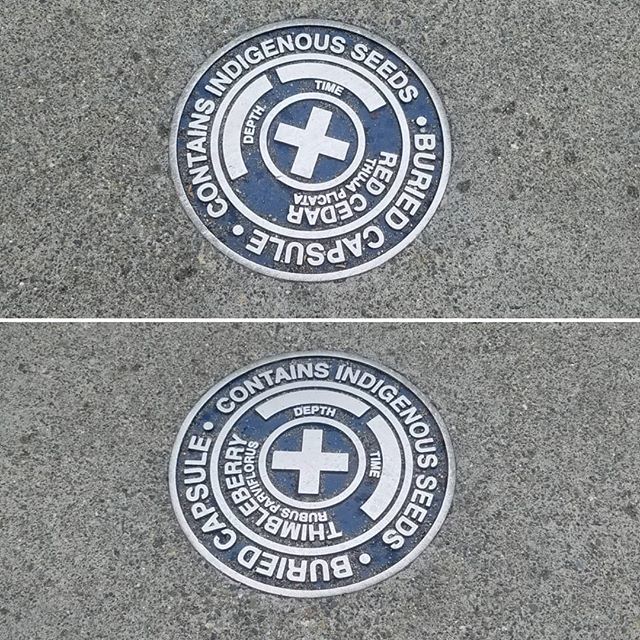 CONTAINS INDIGENOUS SEEDS • BURIED CAPSULE •
DEPTH.
TIME
RED CEDAR
THUJA PLICATA
CONTAINS INDIGENOUS SEEDS • BURIED CAPSULE •
DEPTH
TIME
THIMBLEBERRY
RUBUS PARVIFLORUS